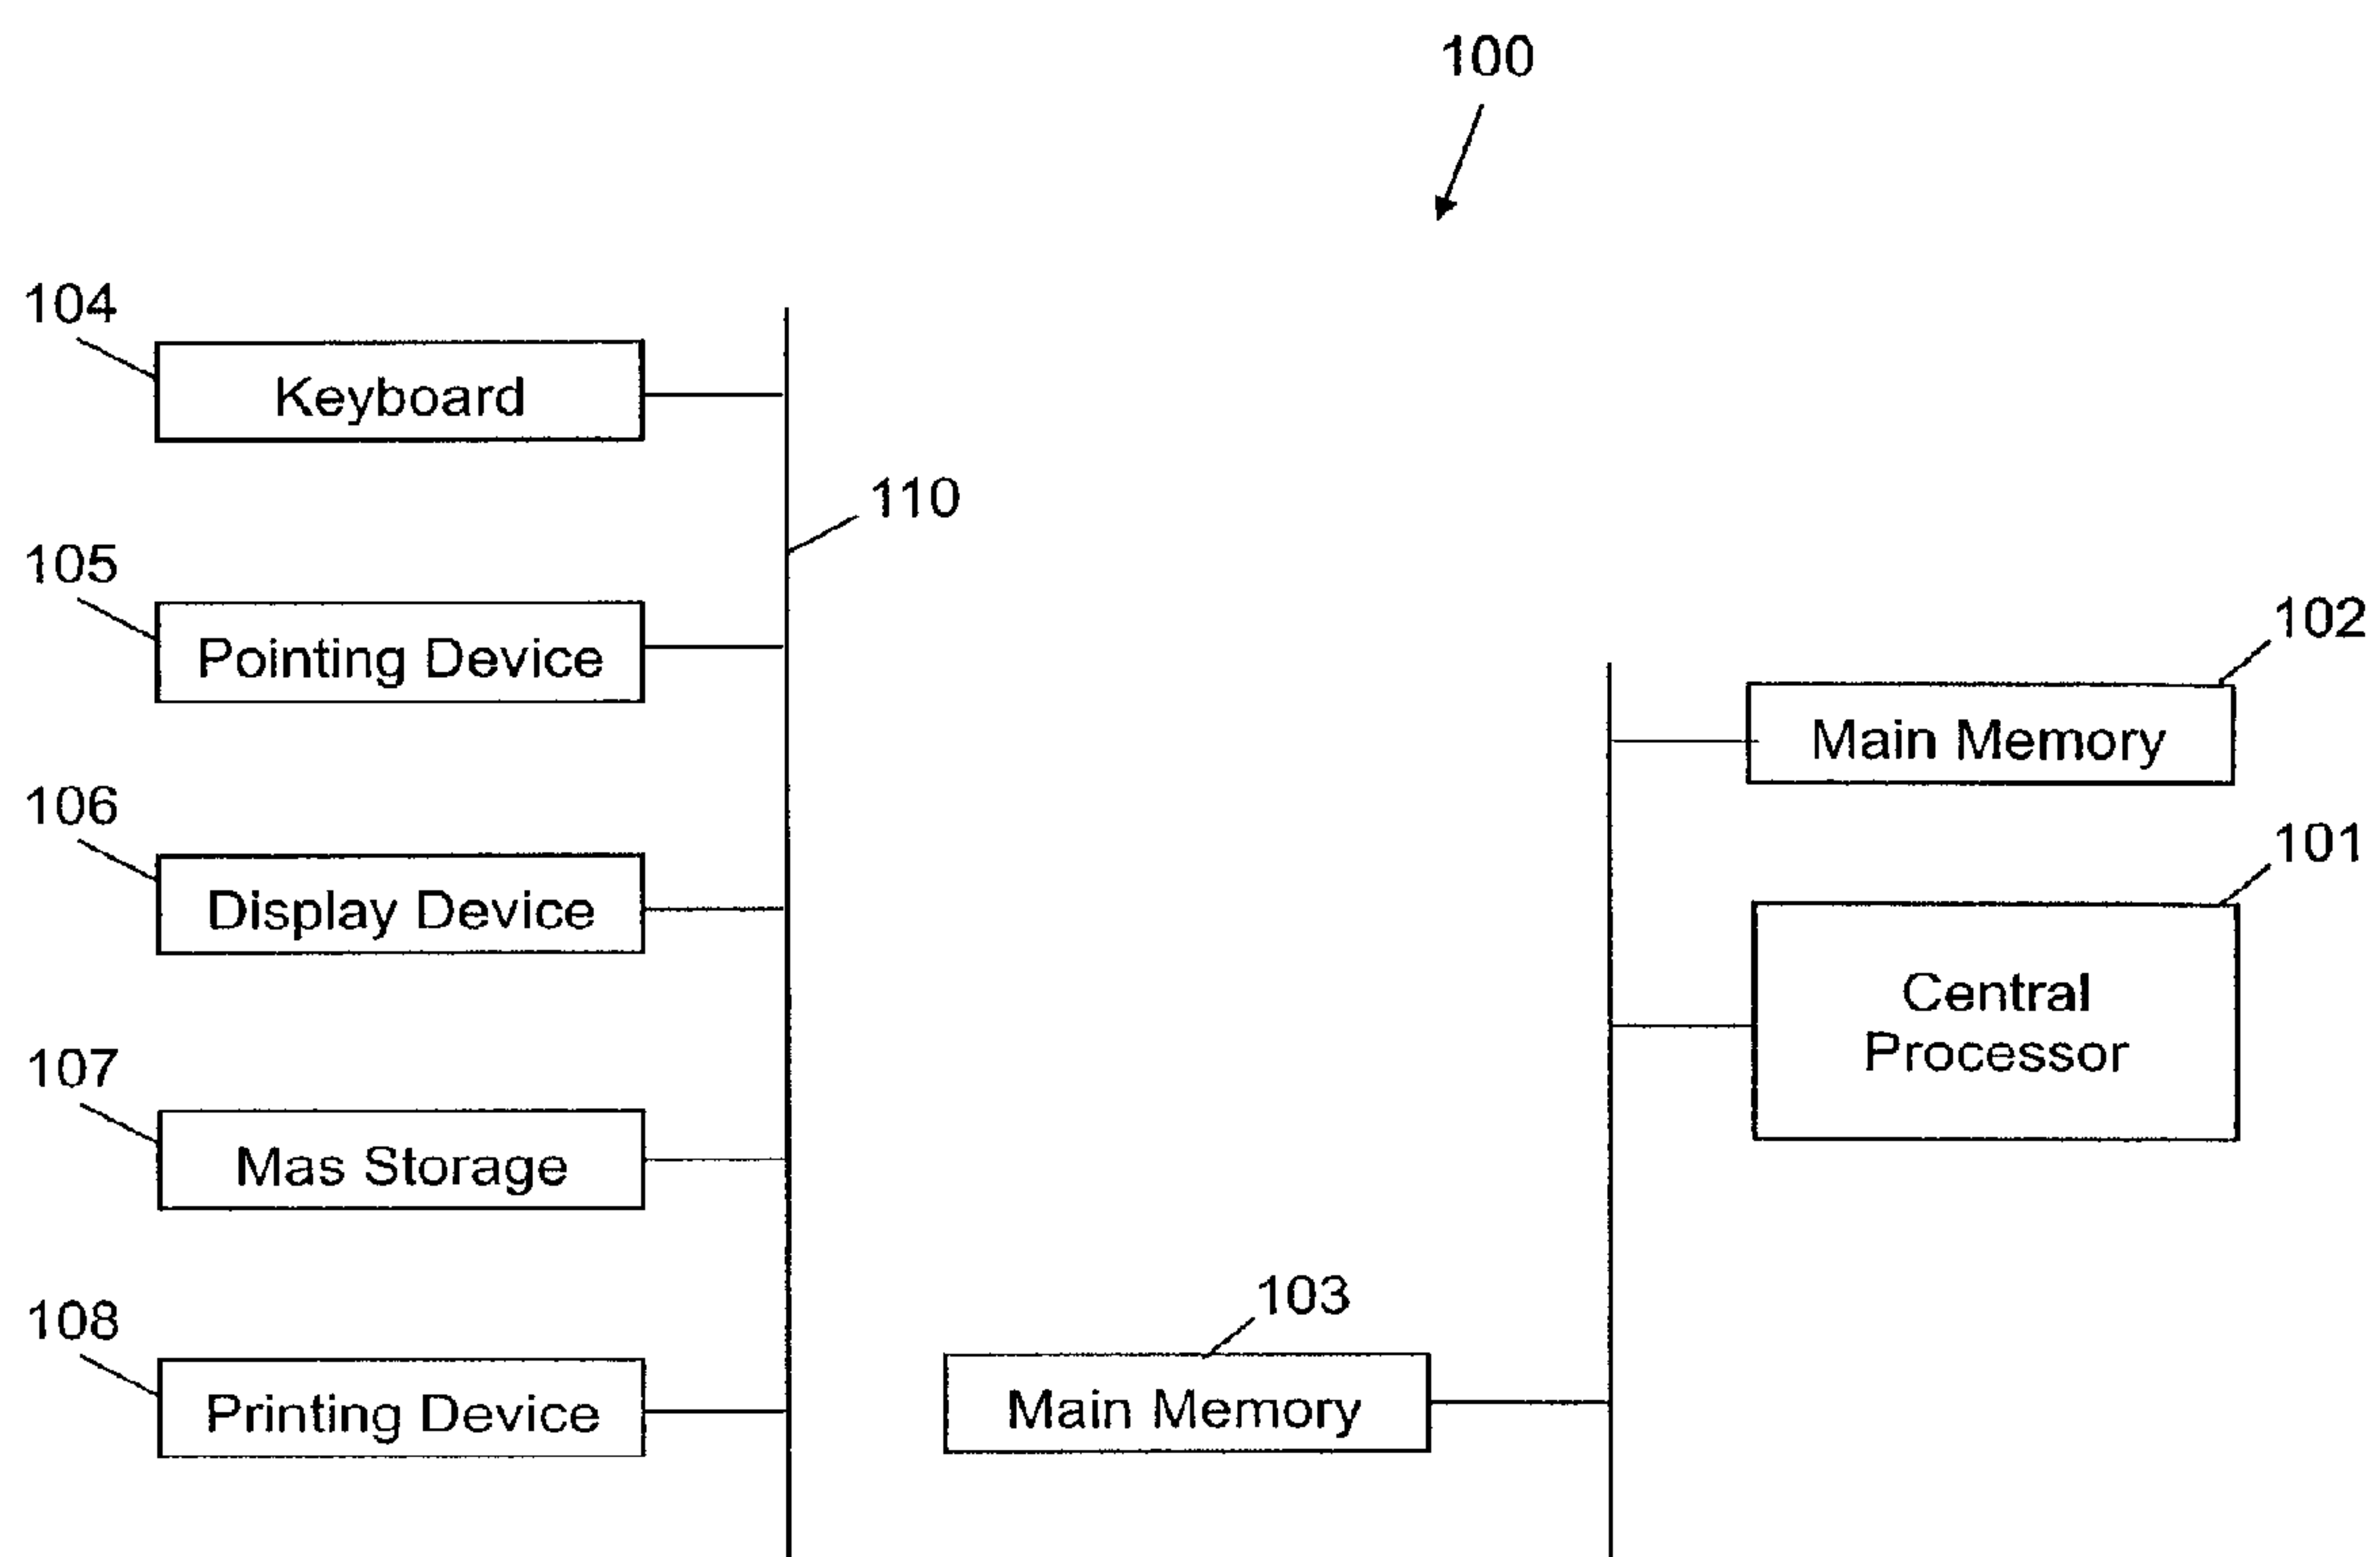 100
104
Keyboard
110
105
Pointing Device
102
Main Memory
106
Display Device
101
Central
Processor
107
Mas Storage
103
108
Main Memory
Printing Device